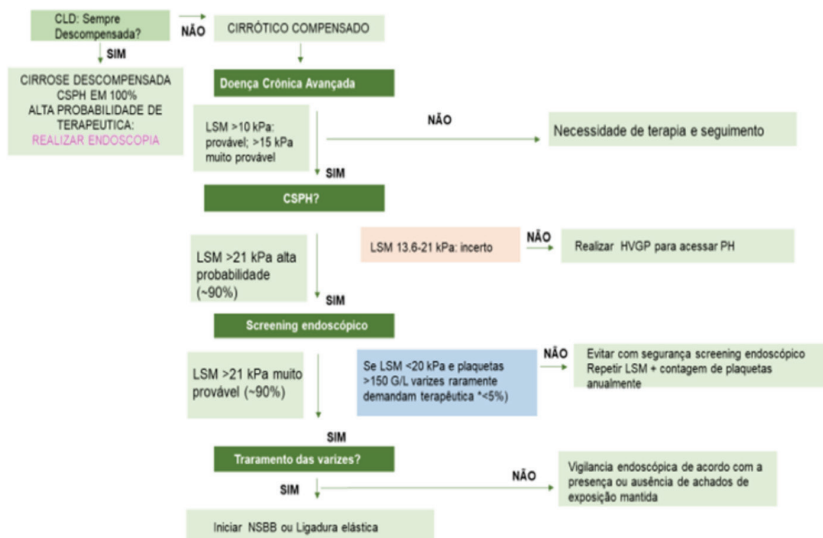 CLD: Sempre
Descompensada?
NÃO
CIRRÓTICO COMPENSADO
SIM
CIRROSE DESCOMPENSADA
CSPH EM 100%
ALTA PROBABILIDADE DE
TERAPEUTICA:
REALIZAR ENDOSCOPIA
Doença Crónica Avançada
LSM >10 kPa:
provável; >15 kPa
muito provável
NÃO
Necessidade de terapia e seguimento
SIM
CSPH?
LSM >21 kPa alta
probabilidade
(~90%)
LSM 13.6-21 kPa: incerto
NÃO
Realizar HVGP para acessar PH
SIM
Screening endoscópico
LSM >21 kPa muito
provável (~90%)
Se LSM <20 kPa e plaquetas
>150 G/L varizes raramente
demandam terapêutica *<5%)
NÃO
Evitar com segurança screening endoscópico
Repetir LSM + contagem de plaquetas
anualmente
SIM
Traramento das varizes?
SIM
NÃO
Vigilancia endoscópica de acordo com a
presença ou ausência de achados de
exposição mantida
Iniciar NSBB ou Ligadura elástica